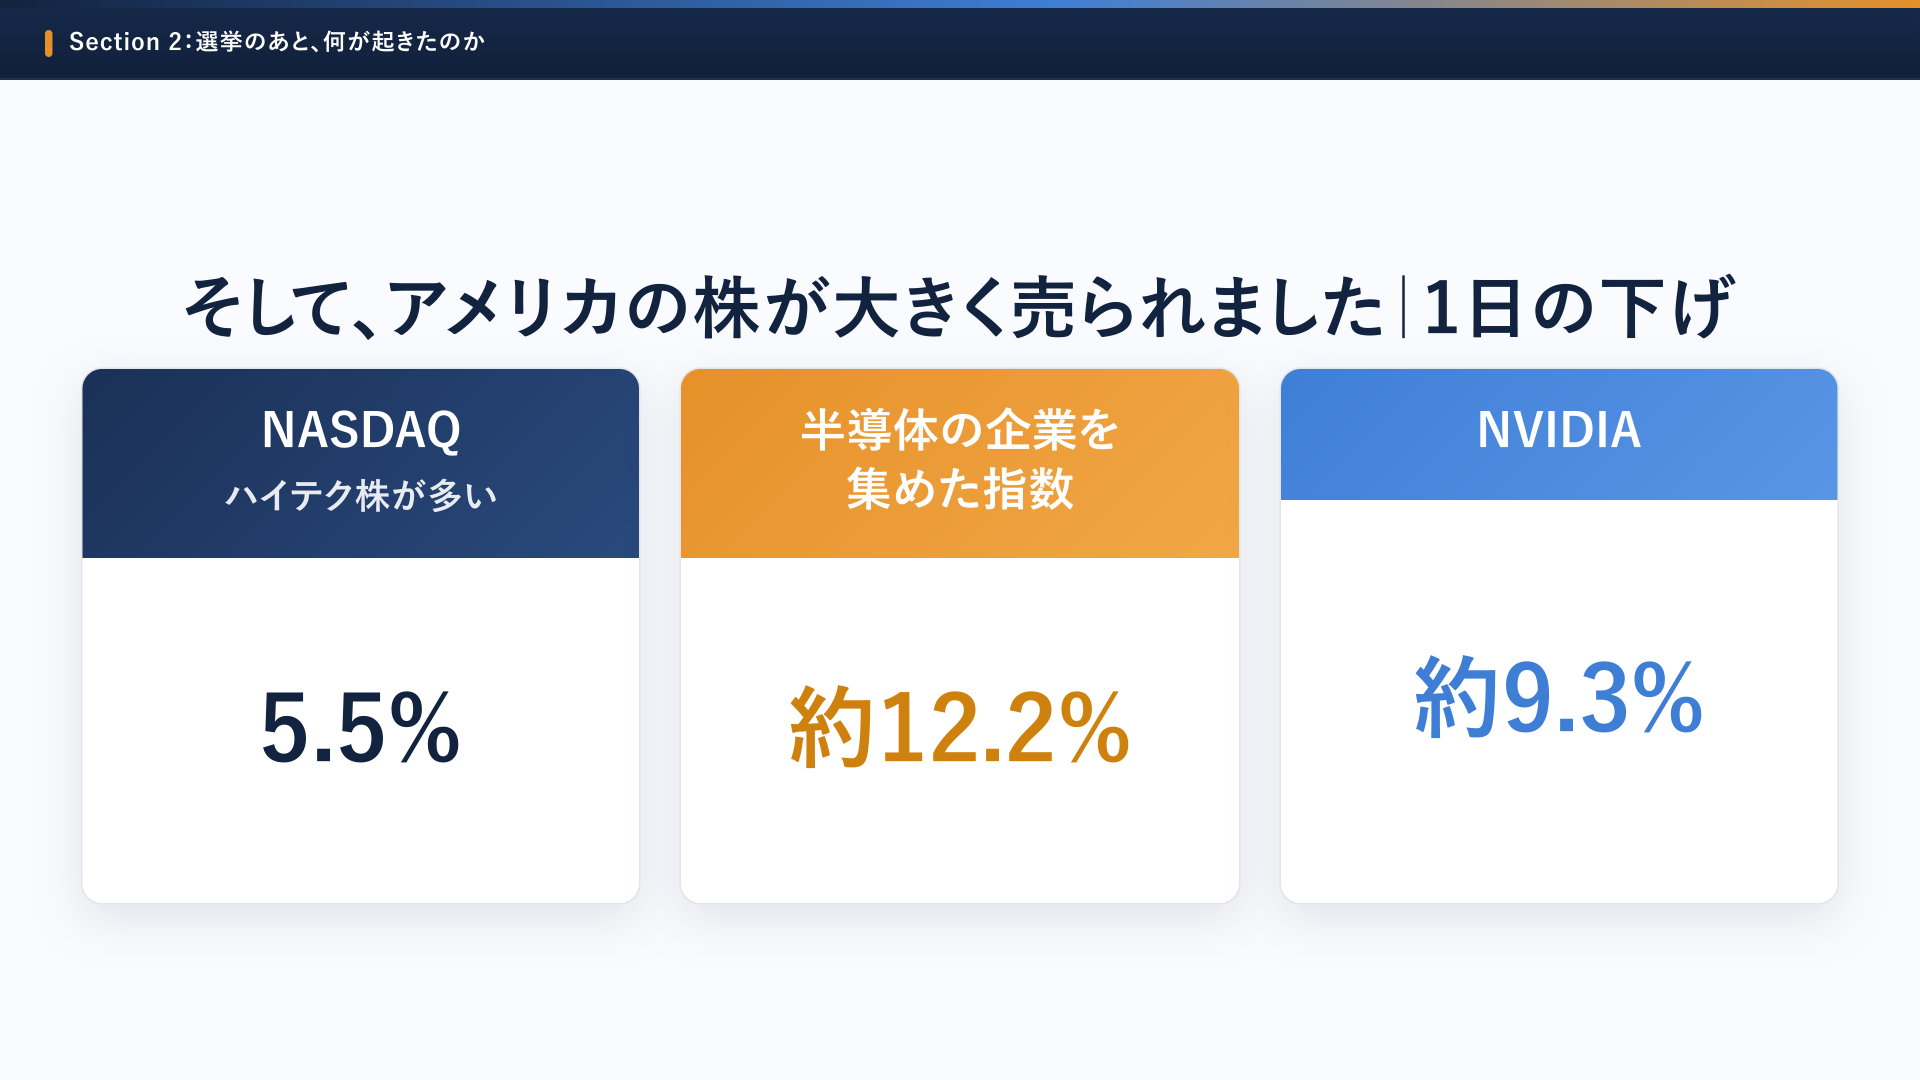 Section 2：選挙のあと、何が起きたのか
そして、アメリカの株が大きく売られました｜1日の下げ
NASDAQ
ハイテク株が多い
5.5%
半導体の企業を
集めた指数
約12.2%
NVIDIA
約9.3%